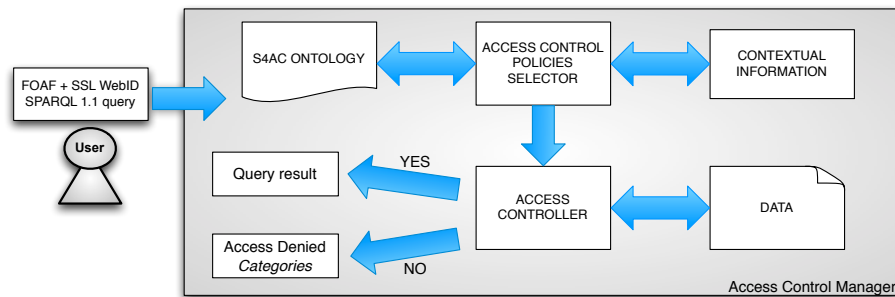 FOAF + SSL WebID
SPARQL 1.1 query
User
S4AC ONTOLOGY
ACCESS CONTROL
POLICIES
SELECTOR
CONTEXTUAL
INFORMATION
YES
Query result
ACCESS
CONTROLLER
DATA
Access Denied
Categories
NO
Access Control Manager